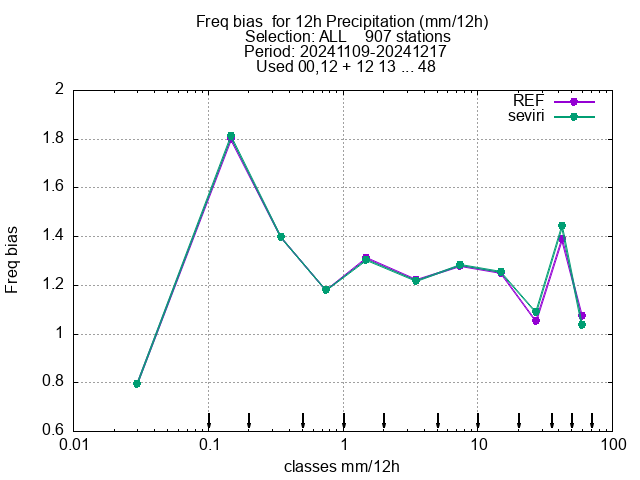 Freq bias  for 12h Precipitation (mm/12h)
Selection: ALL    907 stations
Period: 20241109-20241217
Used 00,12 + 12 13 ... 48
REF
seviri
2
1.8
1.6
1.4
1.2
1
0.8
0.6
Freq bias
0.01 0.1 1 10 100
classes mm/12h